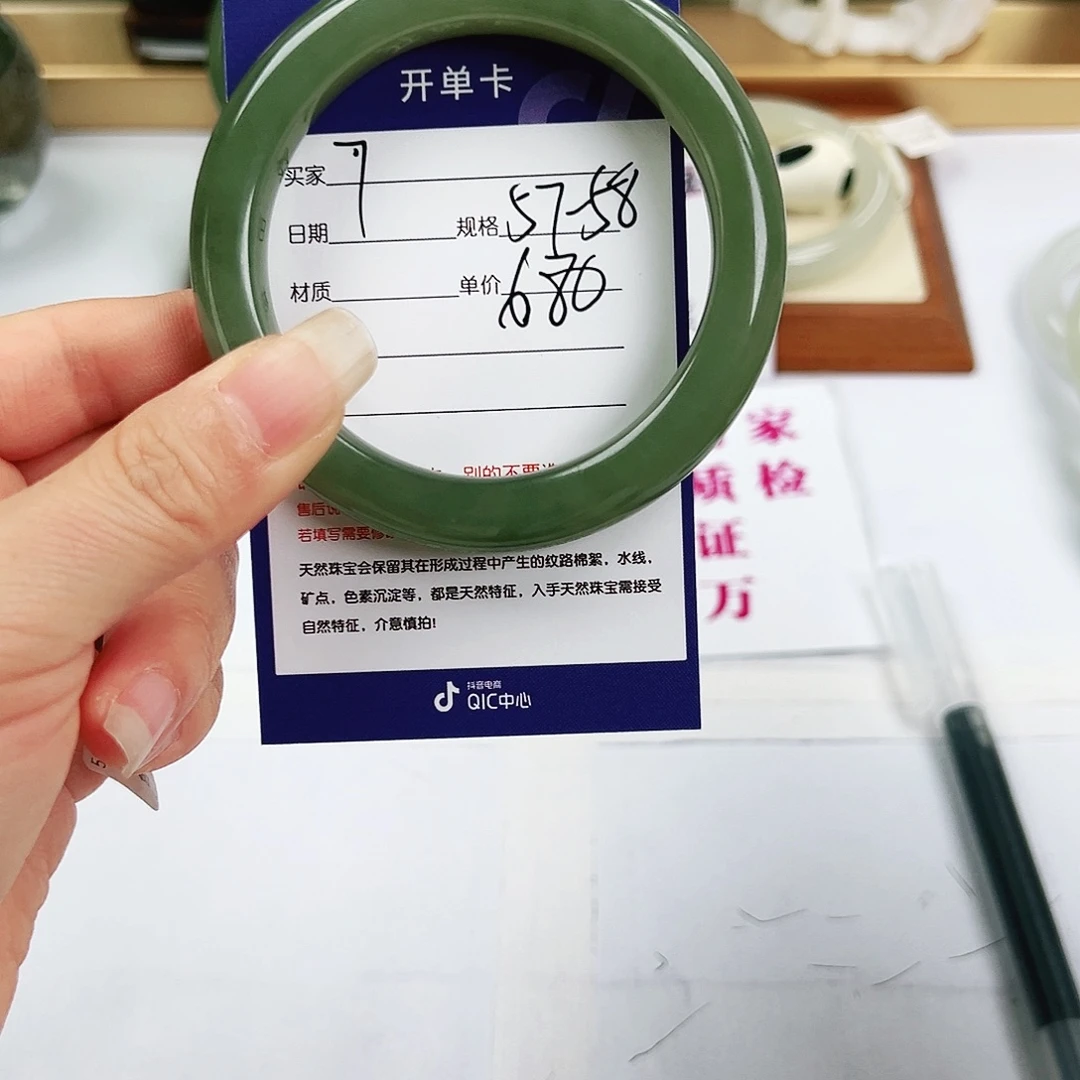 开单卡
买家 7
日期 规格 57-58
材质 单价 680
别的不要
售后说
若填写需要修
天然珠宝会保留其在形成过程中产生的纹路棉絮，水线，
矿点，色素沉淀等，都是天然特征，入手天然珠宝需接受
自然特征，介意慎拍！
抖音电商
QIC中心
家
质检
证
万